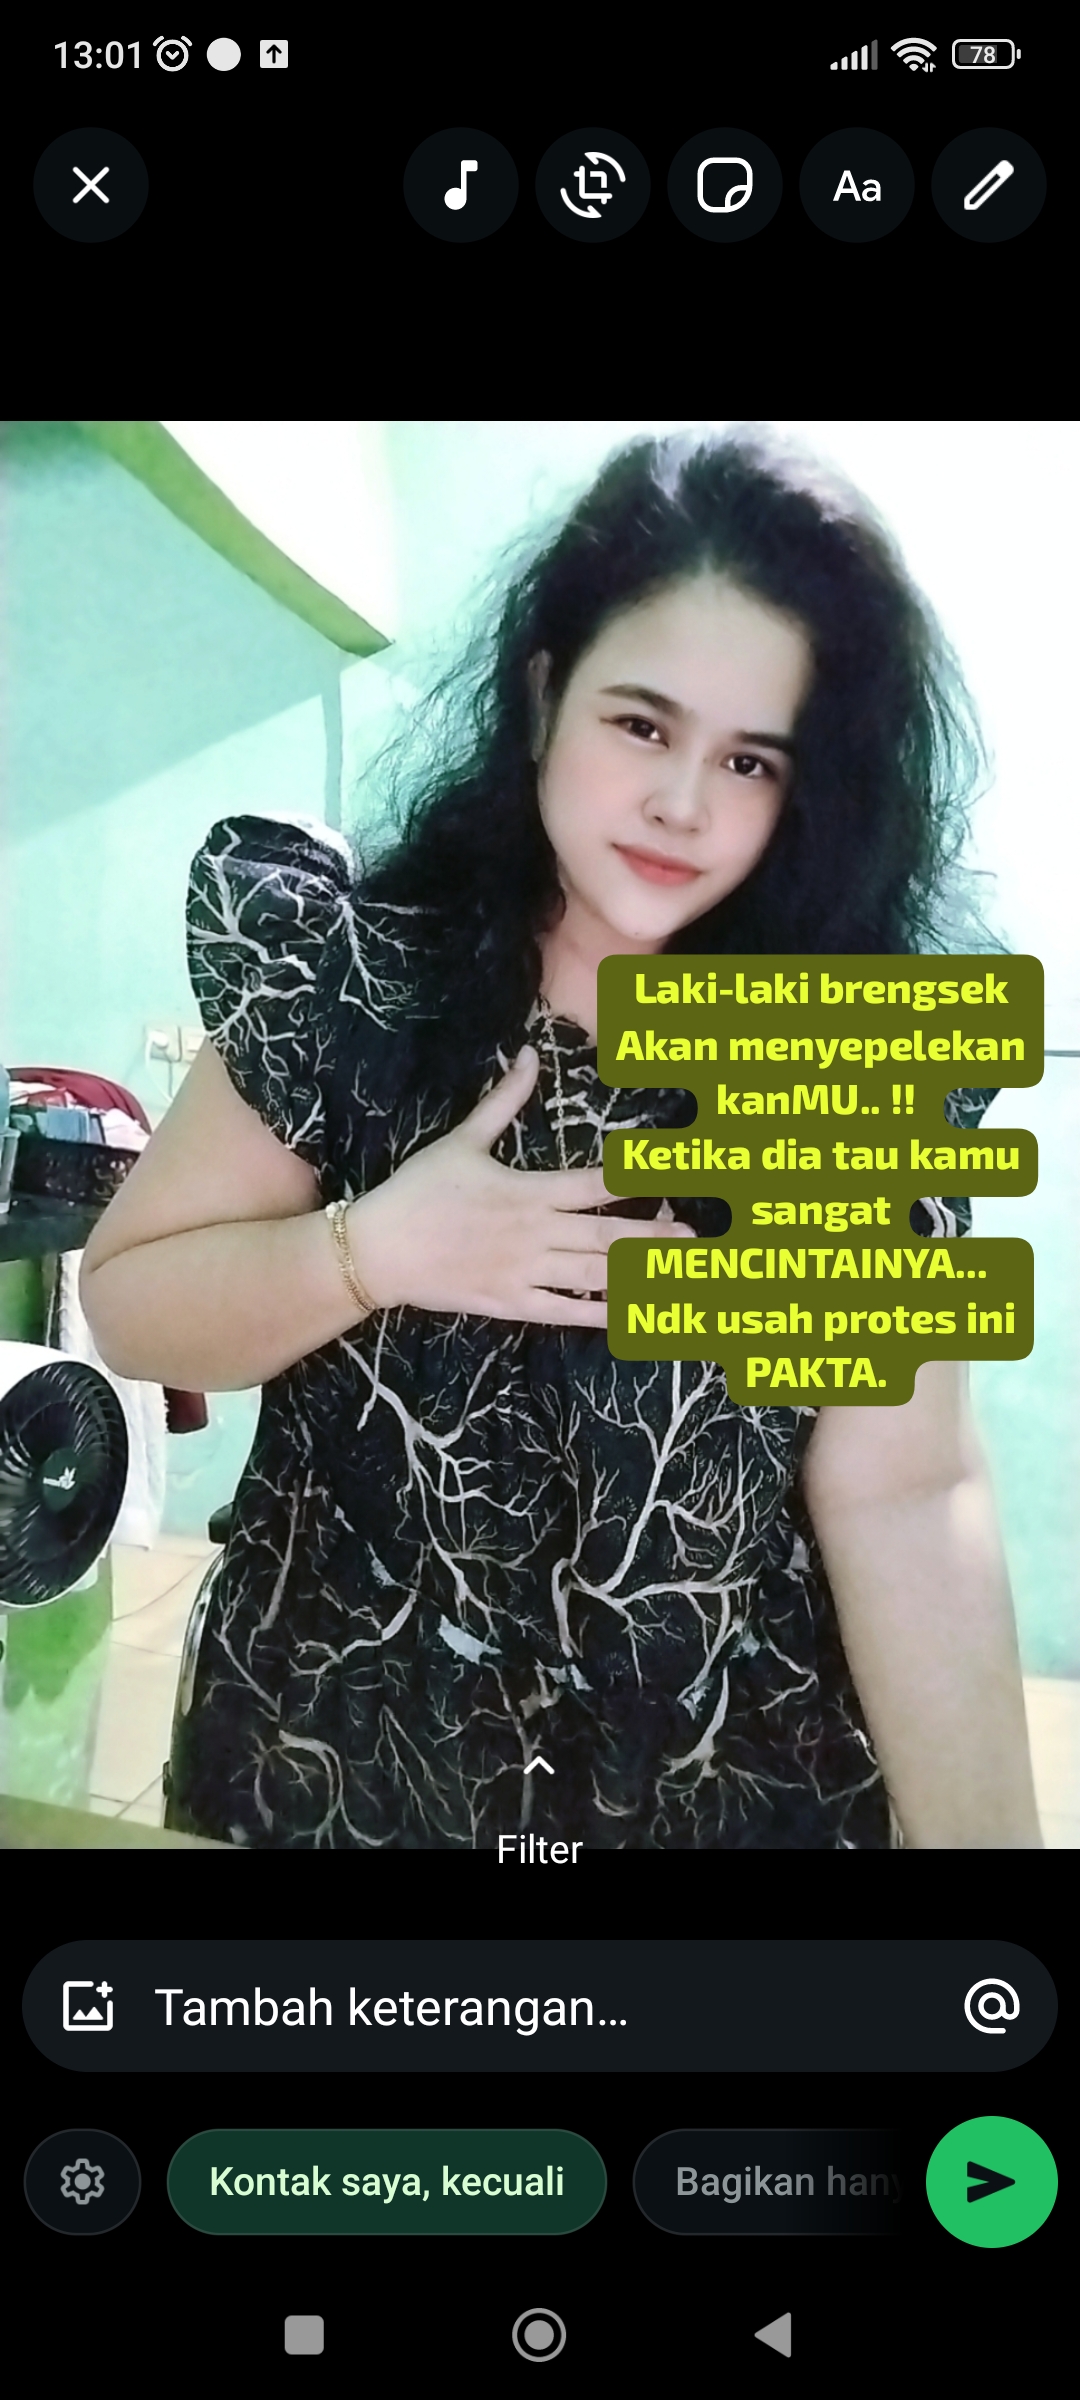 13:01
78
Aa
Laki-laki brengsek
Akan menyepelekan
kanMU.. !!
Ketika dia tau kamu
sangat
MENCINTAINYA...
Ndk usah protes ini
PAKTA.
Filter
Tambah keterangan...
Kontak saya, kecuali
Bagikan hany